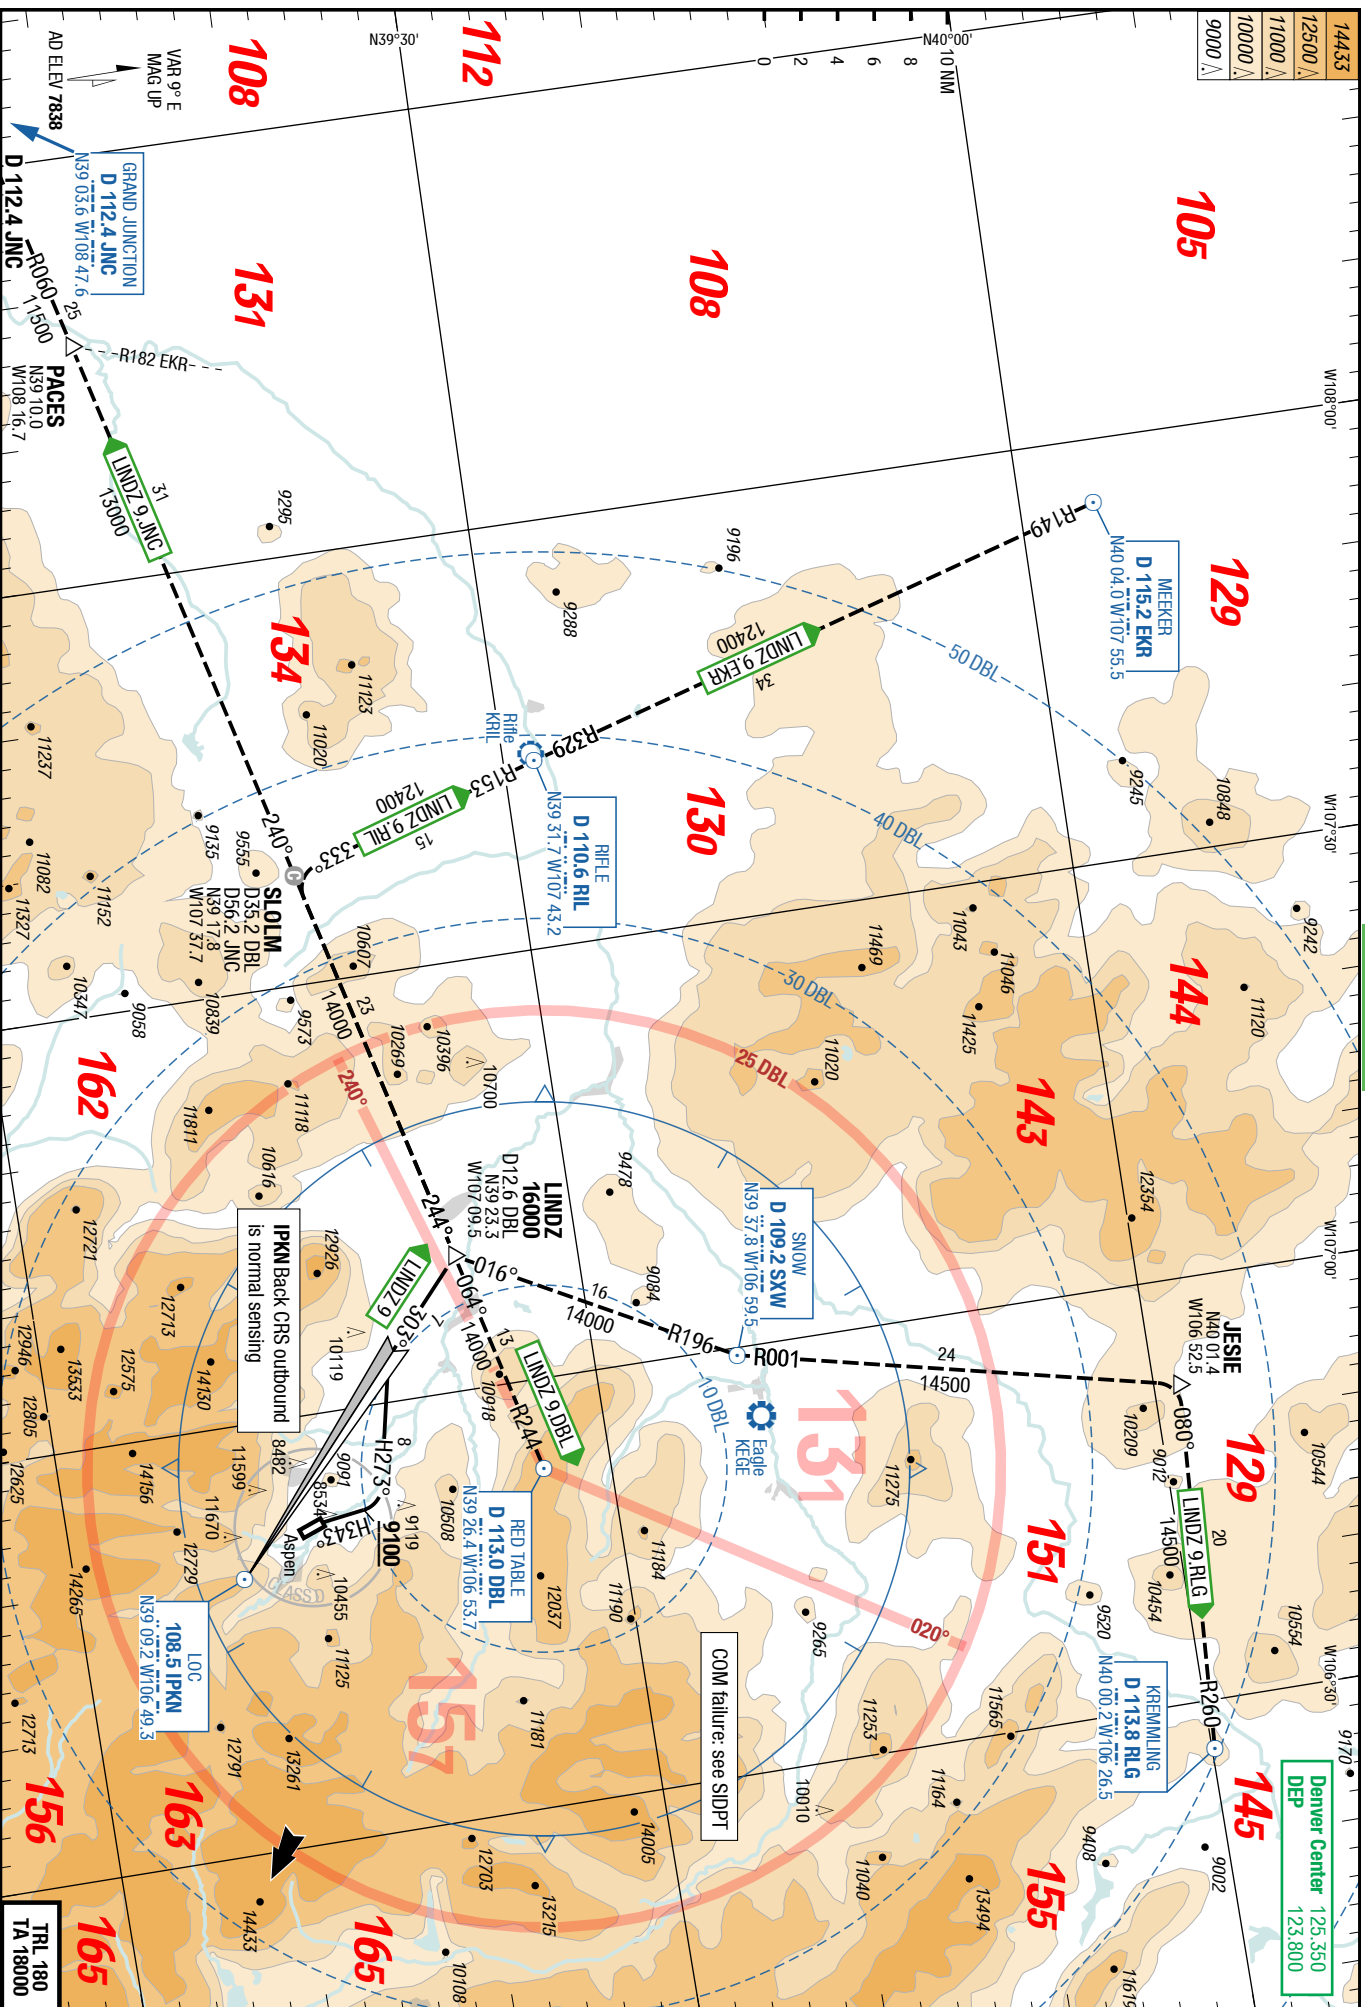 14433
12500
11000
10000
9000
10 NM
8
6
4
2
0
N40°00'
N39°30'
W108°00'
W107°30'
W107°00'
W106°30'
VAR 9° E
MAG UP
AD ELEV 7838
Denver Center 125.350
DEP 123.800
TRL 180
TA 18000
GRAND JUNCTION
D 112.4 JNC
N39 03.6 W108 47.6
D 112.4 JNC
R060
11500
25
PACES
N39 10.0
W108 16.7
R182 EKR
LINDZ 9.JNC
31
13000
240°
C
SLOLM
D35.2 DBL
D56.2 JNC
N39 17.8
W107 37.7
23
14000
MEEKER
D 115.2 EKR
N40 04.0 W107 55.5
R149
LINDZ 9.EKR
12400
34
R329
Rifle
KRIL
RIFLE
D 110.6 RIL
N39 31.7 W107 43.2
R153
LINDZ 9.RIL
12400
15
333°
LINDZ
16000
D12.6 DBL
N39 23.3
W107 09.5
244°
064°
016°
16
14000
R196
SNOW
D 109.2 SXW
N39 37.8 W106 59.5
R001
24
14500
JESIE
N40 01.4
W106 52.5
080°
LINDZ 9.RLG
20
14500
R260
KREMMLING
D 113.8 RLG
N40 00.2 W106 26.5
Eagle
KEGE
13
14000
LINDZ 9.DBL
R244
RED TABLE
D 113.0 DBL
N39 26.4 W106 53.7
LINDZ 9
303°
7
8
H273°
H343°
9100
Aspen
CLASS D
LOC
108.5 IPKN
N39 09.2 W106 49.3
IPKN Back CRS outbound
is normal sensing
COM failure: see SIDPT
50 DBL
40 DBL
30 DBL
25 DBL
10 DBL
240°
020°
105
112
108
108
131
129
134
130
144
143
162
131
129
151
157
145
155
163
156
165
165
9295
9196
9288
11123
11020
11237
11082
11327
11152
9135
9555
10347
9058
10839
9573
10607
10269
10396
10700
11118
11811
10616
12721
12926
12713
12946
13533
12575
14130
12805
12625
14156
10119
8482
11599
11670
12729
14265
9091
8534
9119
10455
11125
10508
10918
12037
11184
11190
9265
9478
9084
11275
9245
10848
9242
11043
11046
11469
11425
11120
11020
12354
10544
10209
9012
10454
10554
9520
9170
9002
9408
11565
11253
11164
10010
11040
13494
11619
14005
11181
12703
13215
10108
13261
12791
12713
14433